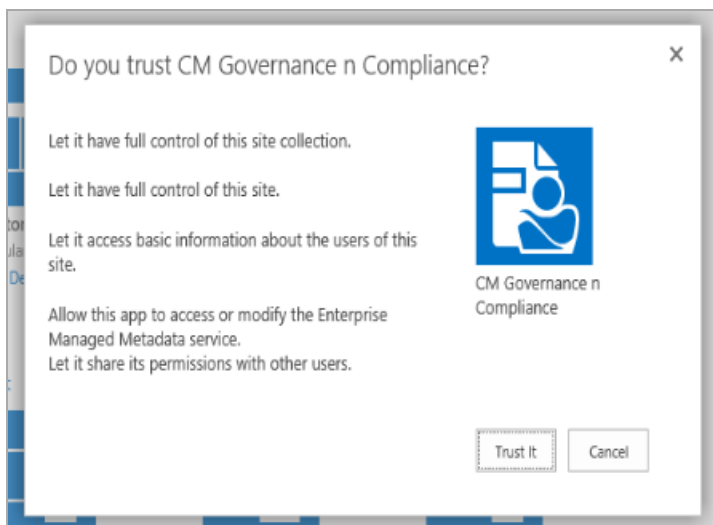 Do you trust CM Governance n Compliance?
Let it have full control of this site collection.
Let it have full control of this site.
Let it access basic information about the users of this
site.
Allow this app to access or modify the Enterprise
Managed Metadata service.
Let it share its permissions with other users.
CM Governance n
Compliance
Trust It
Cancel